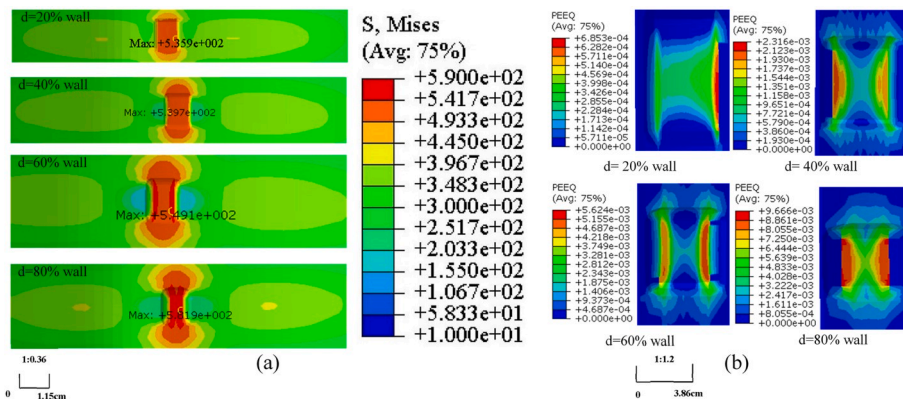 d=20% wall
Max: +5.359e+002
d=40% wall
Max: +5.397e+002
d=60% wall
Max: +5.491e+002
d=80% wall
Max: +5.819e+002
1:0.36
0 1.15cm
(a)
S, Mises
(Avg: 75%)
+5.900e+02
+5.417e+02
+4.933e+02
+4.450e+02
+3.967e+02
+3.483e+02
+3.000e+02
+2.517e+02
+2.033e+02
+1.550e+02
+1.067e+02
+5.833e+01
+1.000e+01
PEEQ
(Avg: 75%)
+6.853e-04
+6.282e-04
+5.711e-04
+5.140e-04
+4.569e-04
+3.998e-04
+3.426e-04
+2.855e-04
+2.284e-04
+1.713e-04
+1.142e-04
+5.711e-05
+0.000e+00
d= 20% wall
PEEQ
(Avg: 75%)
+2.316e-03
+2.123e-03
+1.930e-03
+1.737e-03
+1.544e-03
+1.351e-03
+1.158e-03
+9.651e-04
+7.721e-04
+5.790e-04
+3.860e-04
+1.930e-04
+0.000e+00
d= 40% wall
PEEQ
(Avg: 75%)
+5.624e-03
+5.155e-03
+4.687e-03
+4.218e-03
+3.749e-03
+3.281e-03
+2.812e-03
+2.343e-03
+1.875e-03
+1.406e-03
+9.373e-04
+4.687e-04
+0.000e+00
d=60% wall
PEEQ
(Avg: 75%)
+9.666e-03
+8.861e-03
+8.055e-03
+7.250e-03
+6.444e-03
+5.639e-03
+4.833e-03
+4.028e-03
+3.222e-03
+2.417e-03
+1.611e-03
+8.055e-04
+0.000e+00
d=80% wall
1:1.2
0 3.86cm
(b)